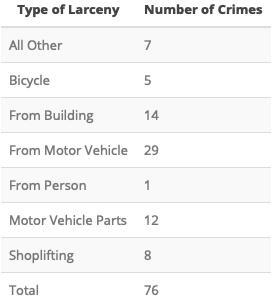 Type of Larceny Number of Crimes
All Other 7
Bicycle 5
From Building 14
From Motor Vehicle 29
From Person 1
Motor Vehicle Parts 12
Shoplifting 8
Total 76